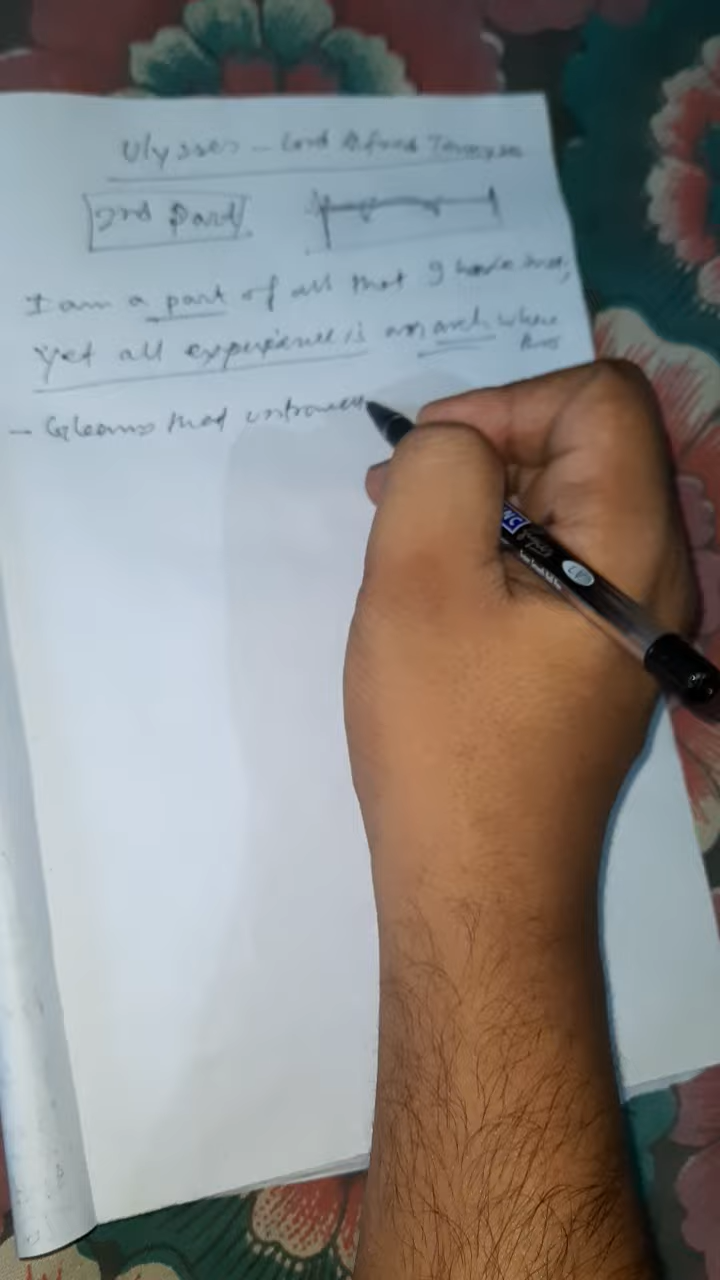 Ulysses - Lord Alfred Tennyson
2nd Part
I am a part of all that I have met,
yet all experience is an arch where
thro'
- Gleams that untravell